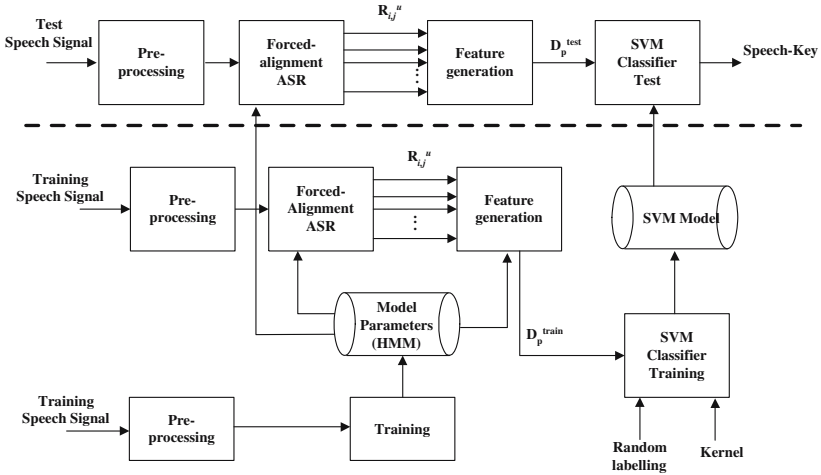 Test
Speech Signal
Pre-
processing
Forced-
alignment
ASR
R_{i,j}^u
Feature
generation
D_p^{test}
SVM
Classifier
Test
Speech-Key
Training
Speech Signal
Pre-
processing
Forced-
Alignment
ASR
R_{i,j}^u
Feature
generation
SVM Model
Model
Parameters
(HMM)
D_p^{train}
SVM
Classifier
Training
Training
Speech Signal
Pre-
processing
Training
Random
labelling
Kernel